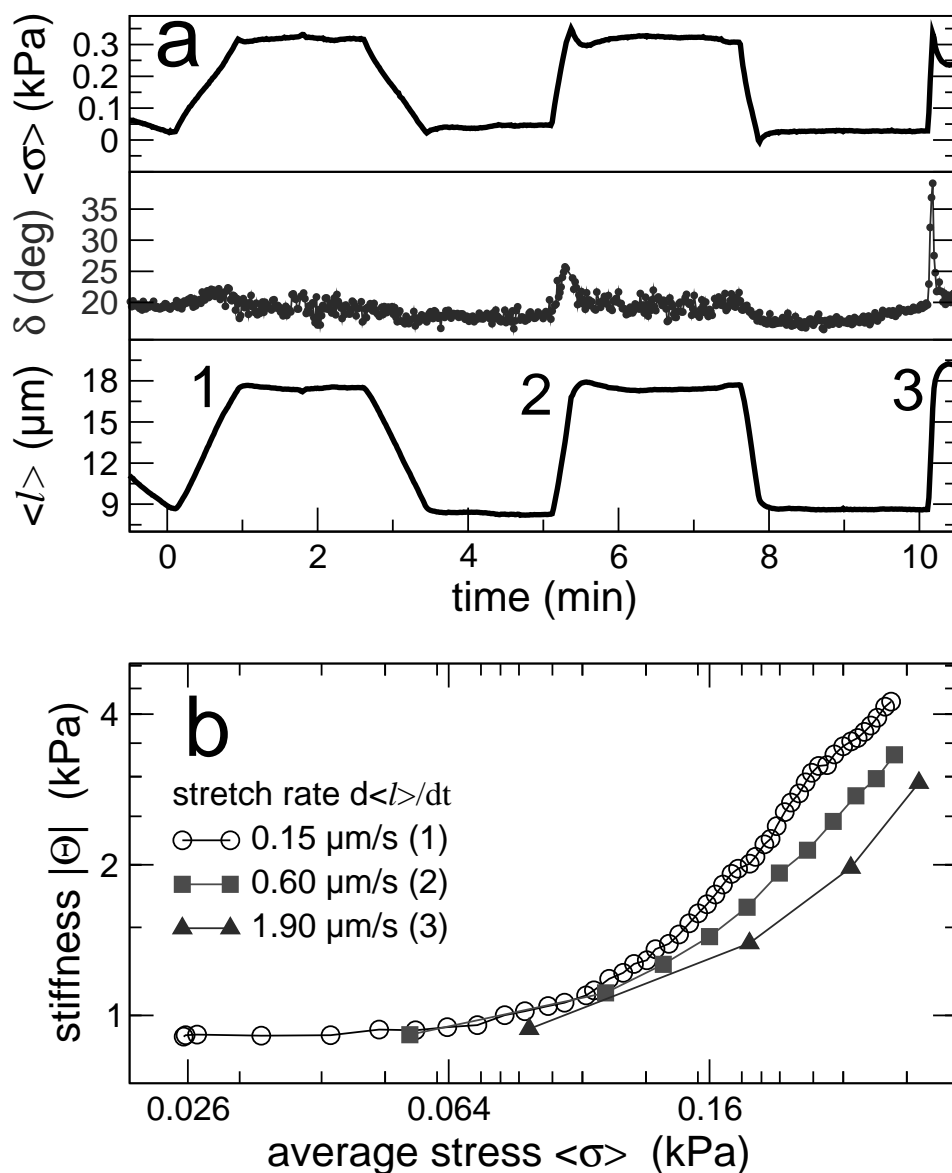 a
<σ> (kPa)
0.3
0.2
0.1
0
δ (deg)
35
30
25
20
<l> (μm)
18
15
12
9
1
2
3
0 2 4 6 8 10
time (min)
b
stiffness |Θ| (kPa)
4
2
1
stretch rate d<l>/dt
0.15 μm/s (1)
0.60 μm/s (2)
1.90 μm/s (3)
0.026 0.064 0.16
average stress <σ> (kPa)